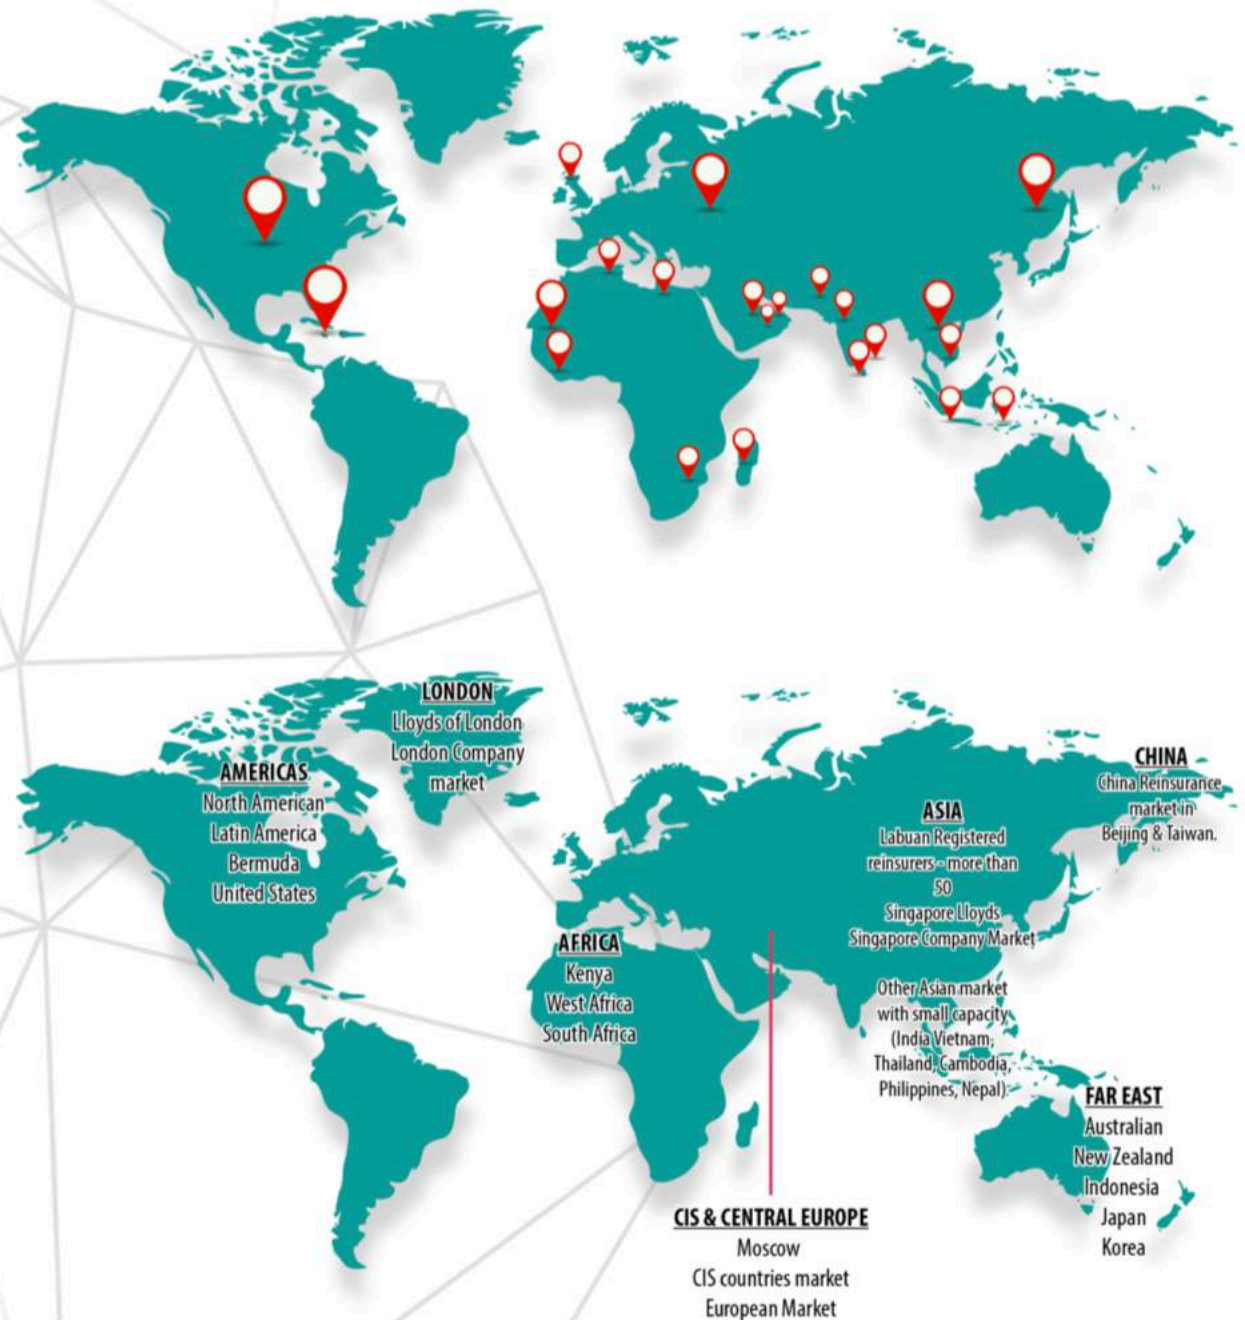 LONDON
Lloyds of London
London Company
market
AMERICAS
North American
Latin America
Bermuda
United States
CHINA
China Reinsurance
market in
Beijing & Taiwan.
ASIA
Labuan Registered
reinsurers - more than
50
Singapore Lloyds
Singapore Company Market
Other Asian market
with small capacity
(India Vietnam,
Thailand, Cambodia,
Philippines, Nepal)
AFRICA
Kenya
West Africa
South Africa
FAR EAST
Australian
New Zealand
Indonesia
Japan
Korea
CIS & CENTRAL EUROPE
Moscow
CIS countries market
European Market